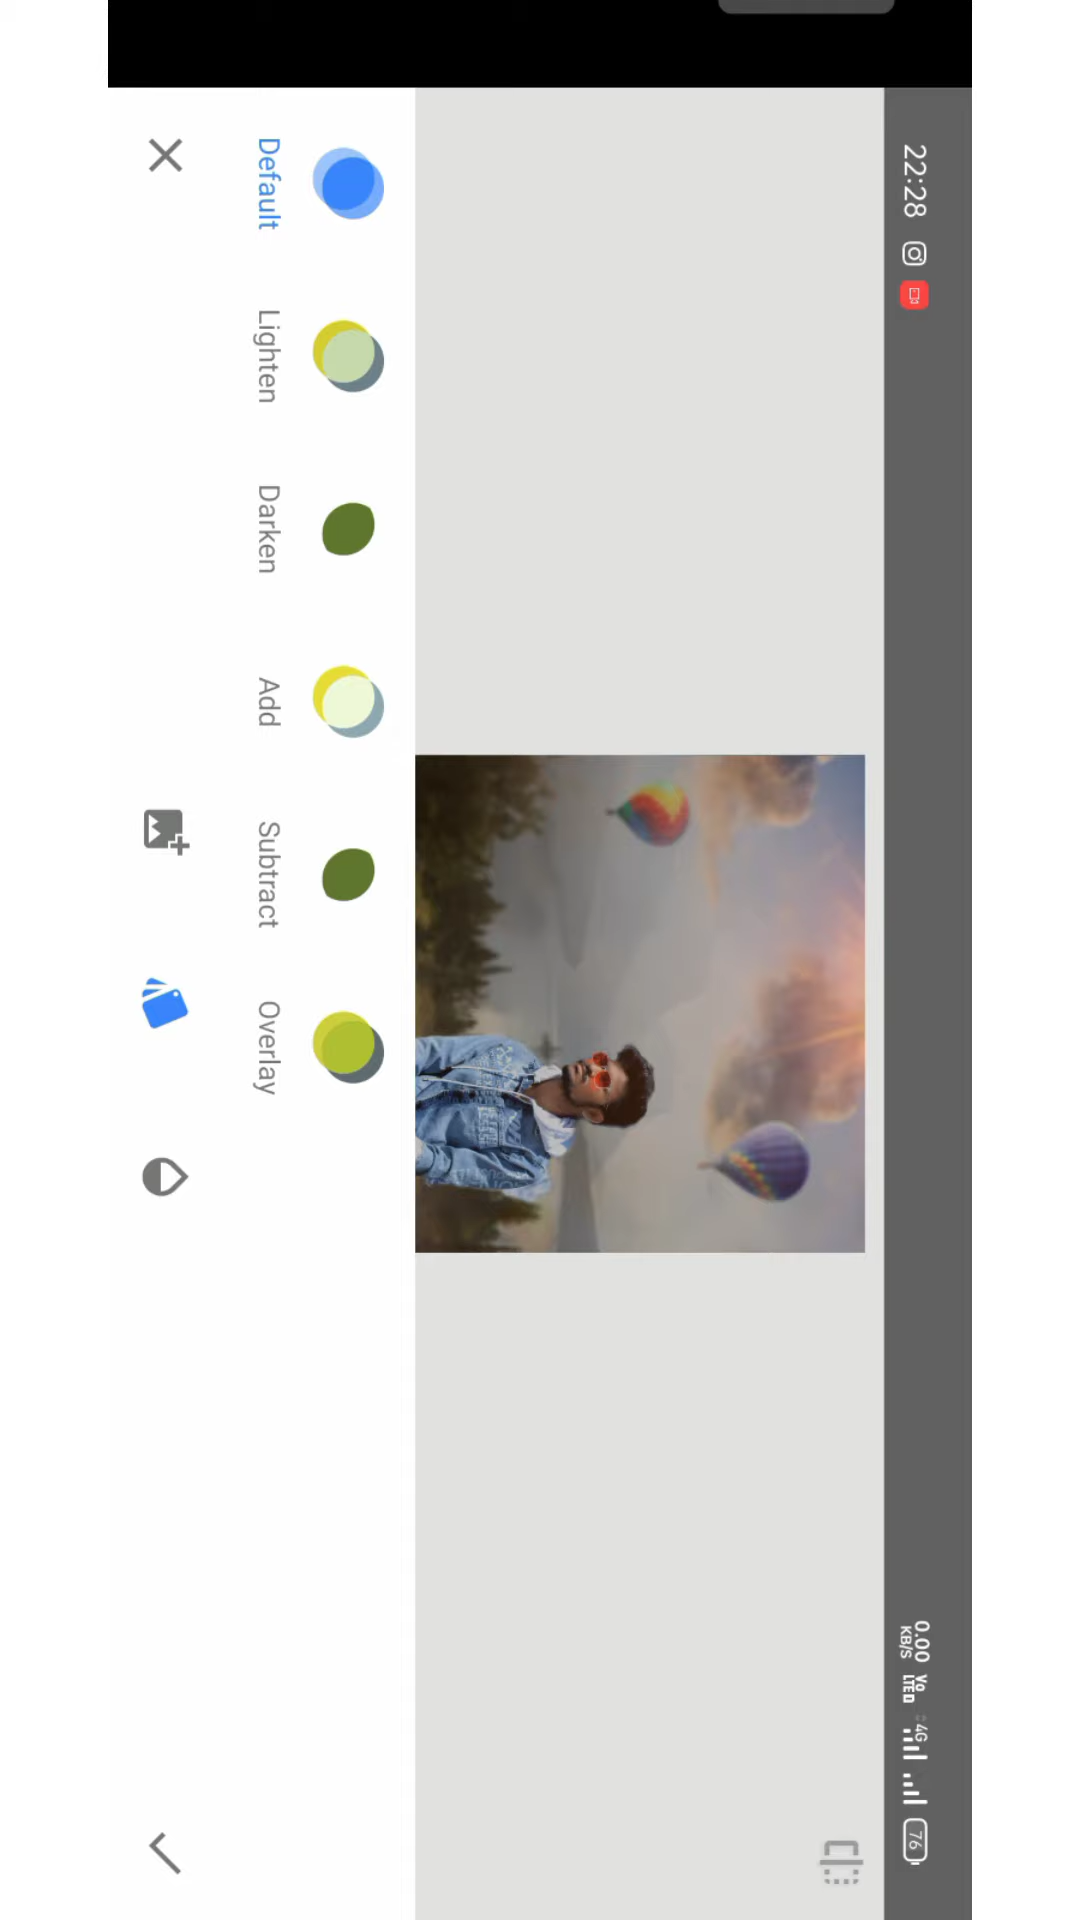 22:28
0.00
KB/S
Vo
LTE
4G
76
Default
Lighten
Darken
Add
Subtract
Overlay